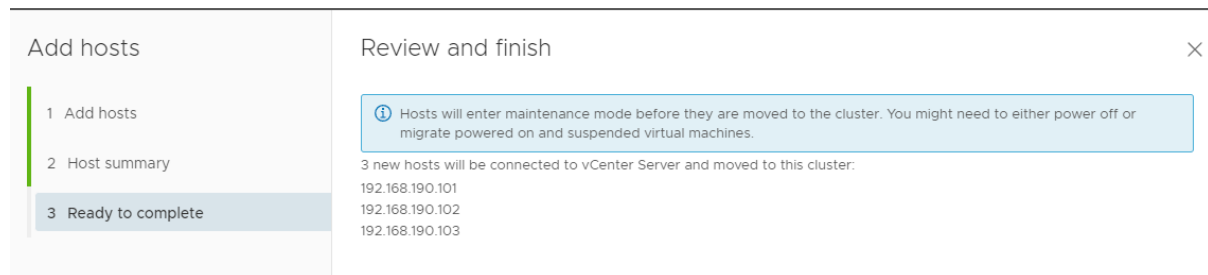 Add hosts
1 Add hosts
2 Host summary
3 Ready to complete
Review and finish
Hosts will enter maintenance mode before they are moved to the cluster. You might need to either power off or
migrate powered on and suspended virtual machines.
3 new hosts will be connected to vCenter Server and moved to this cluster:
192.168.190.101
192.168.190.102
192.168.190.103